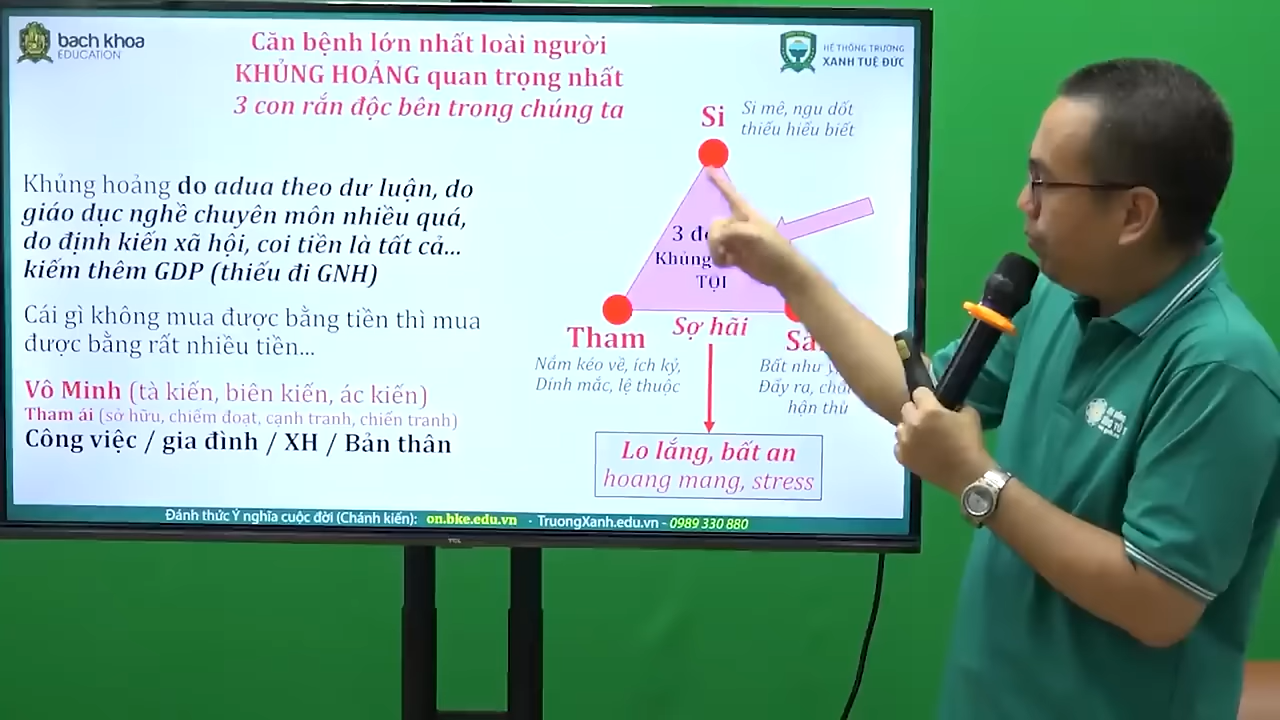 bach khoa
EDUCATION
Căn bệnh lớn nhất loài người
KHỦNG HOẢNG quan trọng nhất
3 con rắn độc bên trong chúng ta
HỆ THỐNG TRƯỜNG
XANH TUỆ ĐỨC
Si
Si mê, ngu dốt
thiếu hiểu biết
Khủng hoảng do adua theo dư luận, do
giáo dục nghề chuyên môn nhiều quá,
do định kiến xã hội, coi tiền là tất cả...
kiếm thêm GDP (thiếu đi GNH)
Cái gì không mua được bằng tiền thì mua
được bằng rất nhiều tiền...
Vô Minh (tà kiến, biên kiến, ác kiến)
Tham ái (sở hữu, chiếm đoạt, cạnh tranh, chiến tranh)
Công việc / gia đình / XH / Bản thân
3
Khủng
TỘI
Tham
Nắm kéo về, ích kỷ,
Dính mắc, lệ thuộc
Sợ hãi
Bất như
Đẩy ra,
hận thù
Lo lắng, bất an
hoang mang, stress
Đánh thức Ý nghĩa cuộc đời (Chánh kiến): on.bke.edu.vn · TruongXanh.edu.vn - 0989 330 880
TCL